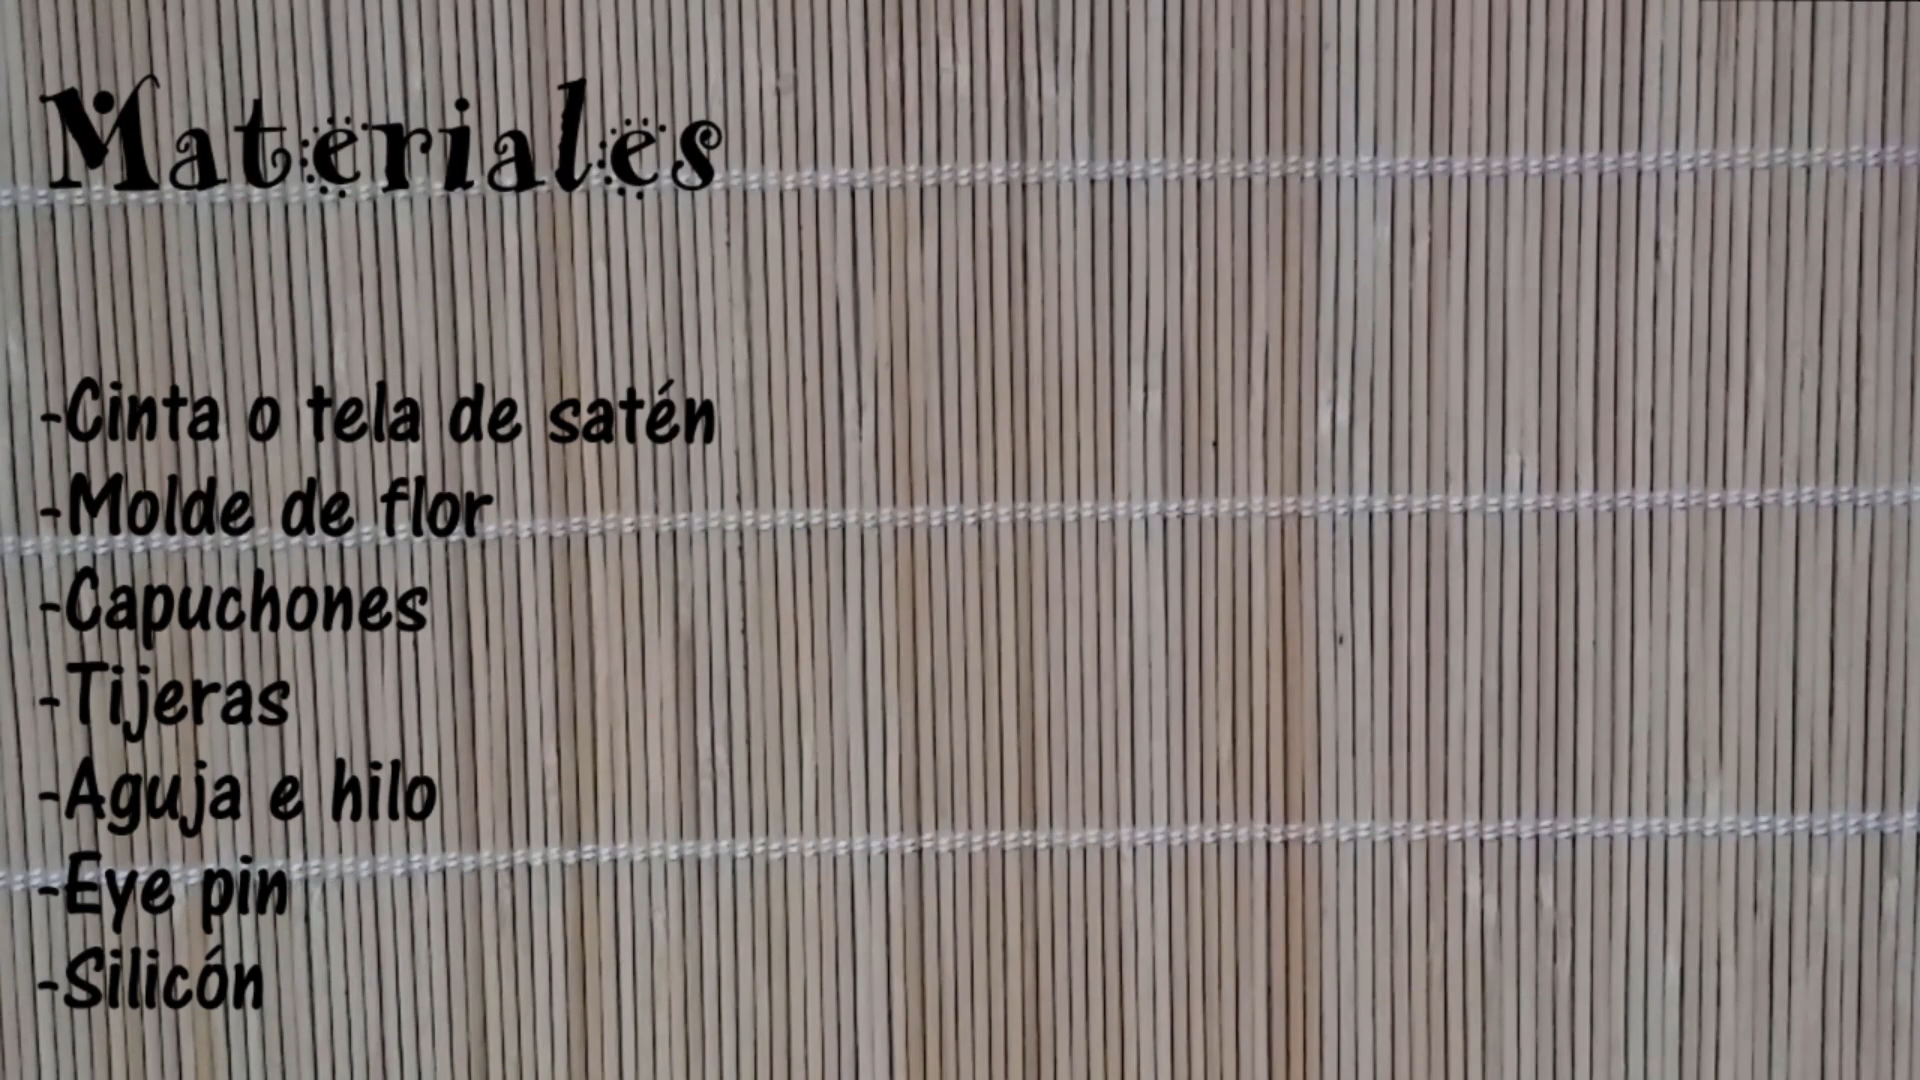 Materiales
-Cinta o tela de satén
-Molde de flor
-Capuchones
-Tijeras
-Aguja e hilo
-Eye pin
-Silicón